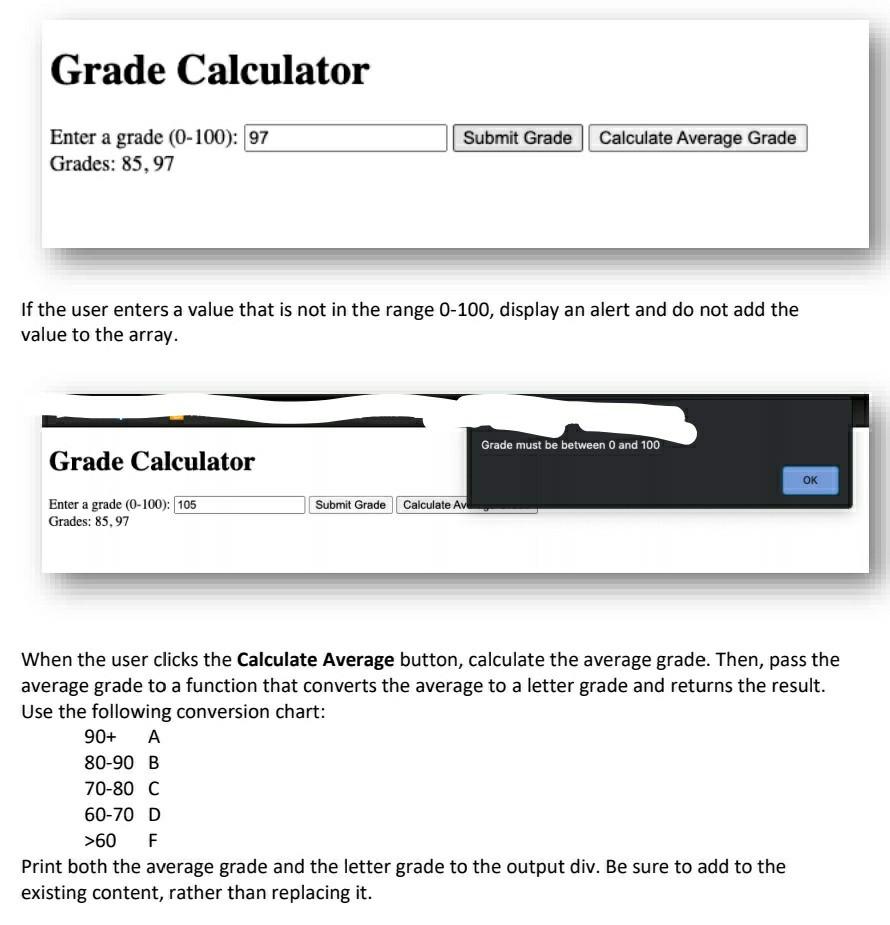 Grade Calculator
Enter a grade (0-100): 97 Submit Grade Calculate Average Grade
Grades: 85, 97
If the user enters a value that is not in the range 0-100, display an alert and do not add the
value to the array.
Grade must be between 0 and 100
OK
Grade Calculator
Enter a grade (0-100): 105 Submit Grade Calculate
Grades: 85, 97
When the user clicks the Calculate Average button, calculate the average grade. Then, pass the
average grade to a function that converts the average to a letter grade and returns the result.
Use the following conversion chart:
90+ A
80-90 B
70-80 C
60-70 D
>60 F
Print both the average grade and the letter grade to the output div. Be sure to add to the
existing content, rather than replacing it.